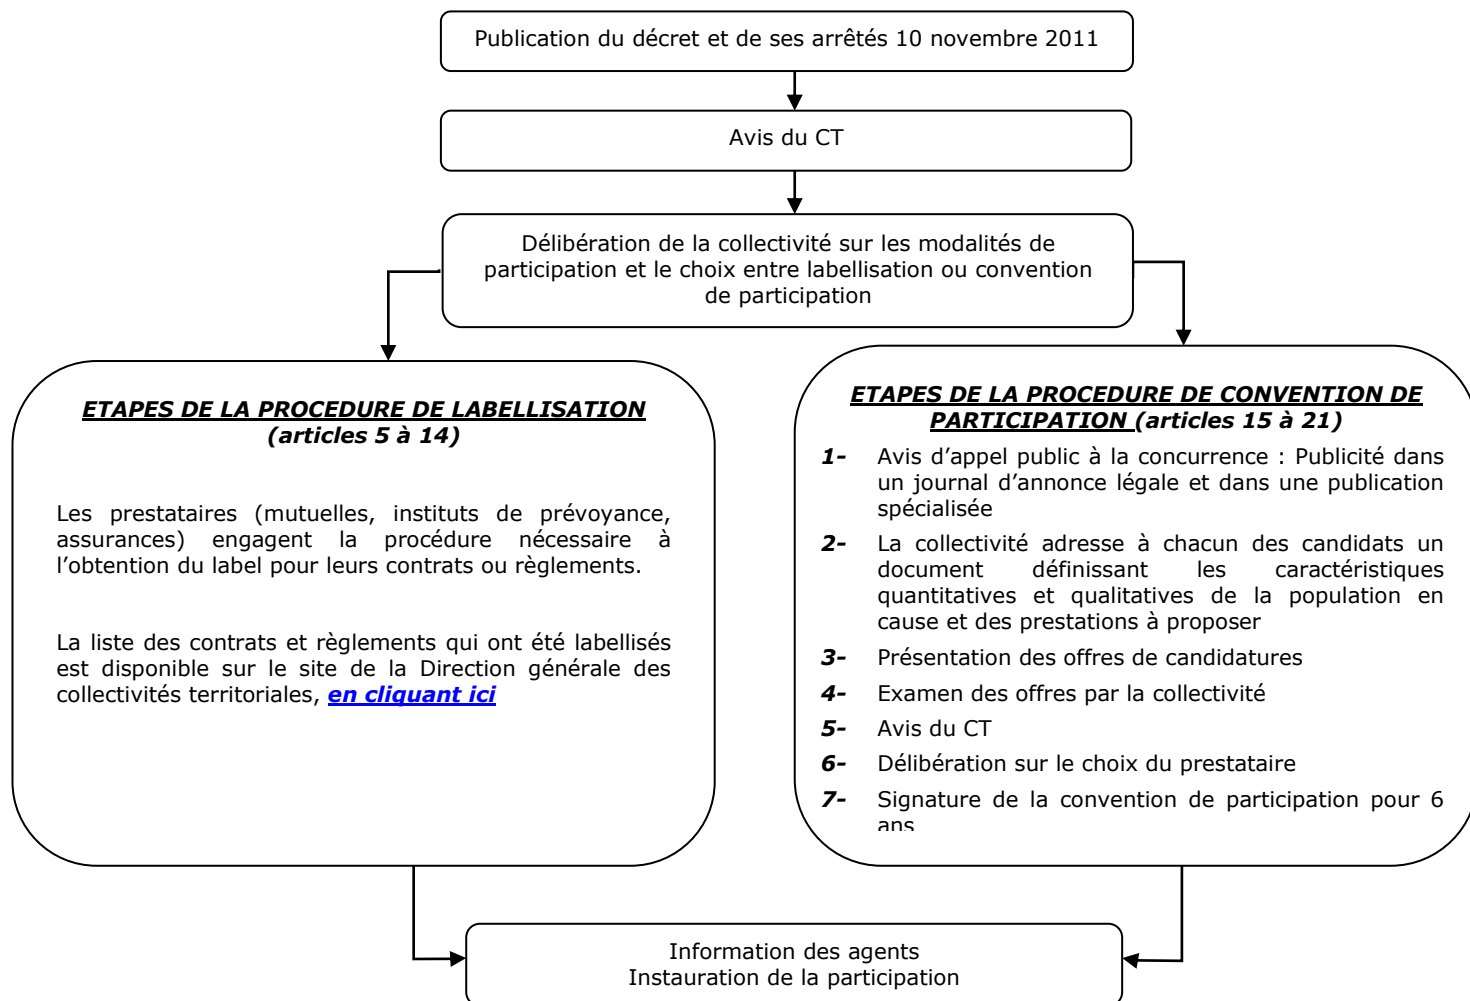 Publication du décret et de ses arrêtés 10 novembre 2011
Avis du CT
Délibération de la collectivité sur les modalités de
participation et le choix entre labellisation ou convention
de participation
ETAPES DE LA PROCEDURE DE LABELLISATION
(articles 5 à 14)
Les prestataires (mutuelles, instituts de prévoyance,
assurances) engagent la procédure nécessaire à
l’obtention du label pour leurs contrats ou règlements.
La liste des contrats et règlements qui ont été labellisés
est disponible sur le site de la Direction générale des
collectivités territoriales, en cliquant ici
ETAPES DE LA PROCEDURE DE CONVENTION DE
PARTICIPATION (articles 15 à 21)
1- Avis d’appel public à la concurrence : Publicité dans
un journal d’annonce légale et dans une publication
spécialisée
2- La collectivité adresse à chacun des candidats un
document définissant les caractéristiques
quantitatives et qualitatives de la population en
cause et des prestations à proposer
3- Présentation des offres de candidatures
4- Examen des offres par la collectivité
5- Avis du CT
6- Délibération sur le choix du prestataire
7- Signature de la convention de participation pour 6
ans
Information des agents
Instauration de la participation